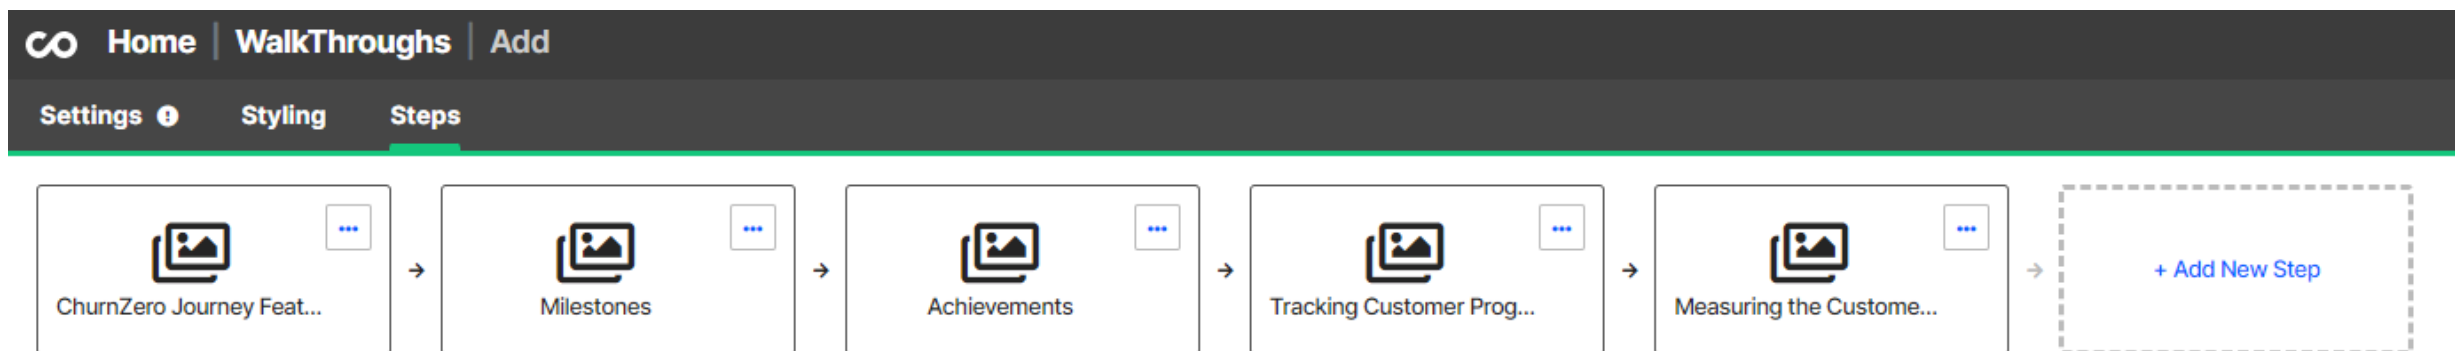 Home | WalkThroughs | Add
Settings Styling Steps
ChurnZero Journey Feat...
Milestones
Achievements
Tracking Customer Prog...
Measuring the Custome...
+ Add New Step